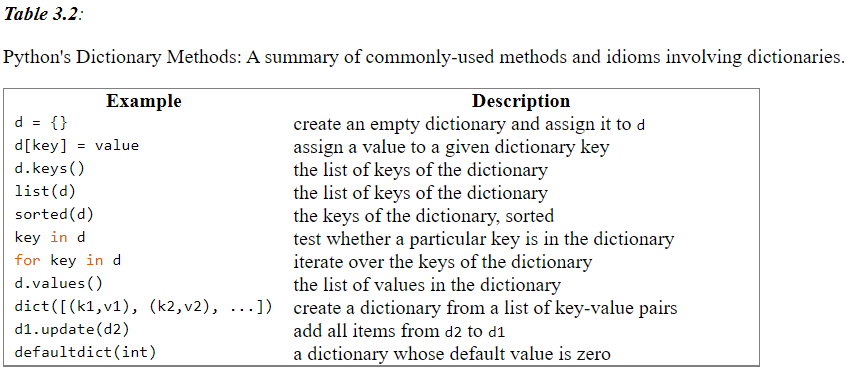 Table 3.2:
Python's Dictionary Methods: A summary of commonly-used methods and idioms involving dictionaries.
Example Description
d = {} create an empty dictionary and assign it to d
d[key] = value assign a value to a given dictionary key
d.keys() the list of keys of the dictionary
list(d) the list of keys of the dictionary
sorted(d) the keys of the dictionary, sorted
key in d test whether a particular key is in the dictionary
for key in d iterate over the keys of the dictionary
d.values() the list of values in the dictionary
dict([(k1,v1), (k2,v2), ...]) create a dictionary from a list of key-value pairs
d1.update(d2) add all items from d2 to d1
defaultdict(int) a dictionary whose default value is zero